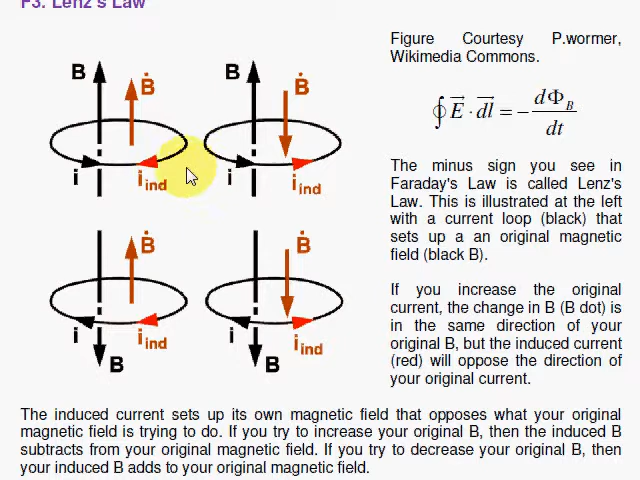 F3. Lenz's Law
Figure Courtesy P.wormer,
Wikimedia Commons.
∮ E⃗ · dl⃗ = − dΦ_B / dt
The minus sign you see in
Faraday's Law is called Lenz's
Law. This is illustrated at the left
with a current loop (black) that
sets up a an original magnetic
field (black B).
If you increase the original
current, the change in B (B dot) is
in the same direction of your
original B, but the induced current
(red) will oppose the direction of
your original current.
B Ḃ i i_ind
B Ḃ i i_ind
Ḃ i i_ind B
Ḃ i i_ind B
The induced current sets up its own magnetic field that opposes what your original
magnetic field is trying to do. If you try to increase your original B, then the induced B
subtracts from your original magnetic field. If you try to decrease your original B, then
your induced B adds to your original magnetic field.